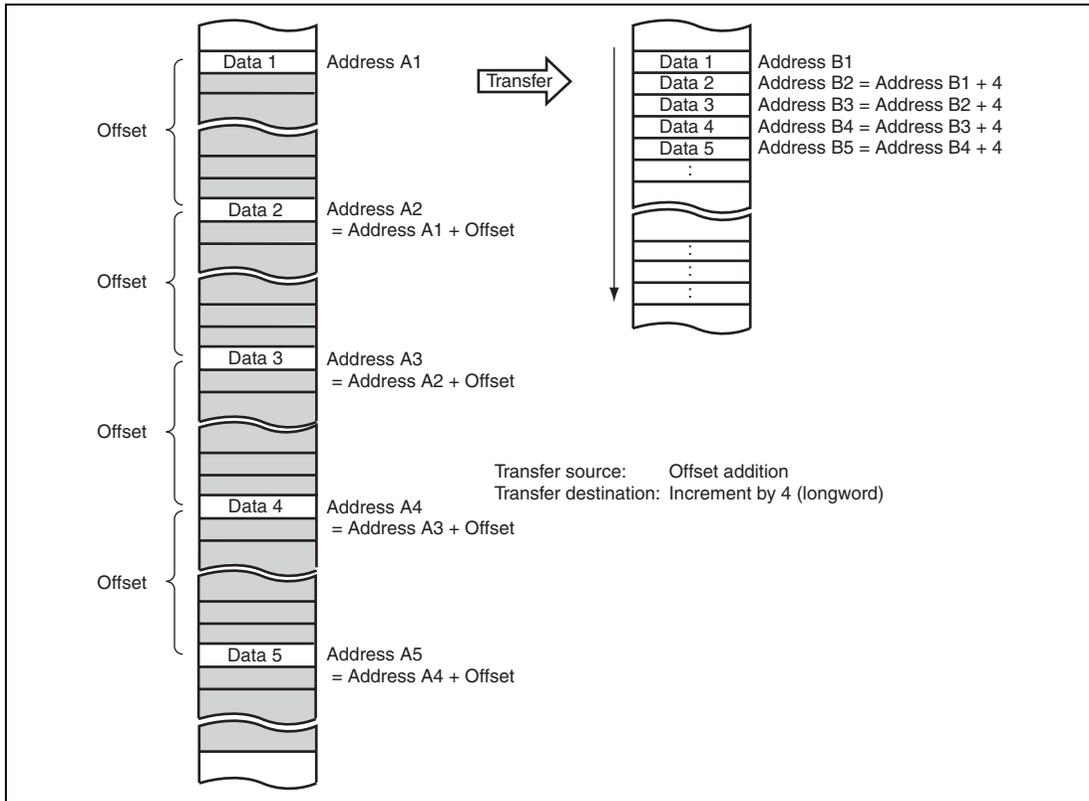 Data 1 Address A1
Offset
Data 2 Address A2
= Address A1 + Offset
Offset
Data 3 Address A3
= Address A2 + Offset
Offset
Data 4 Address A4
= Address A3 + Offset
Offset
Data 5 Address A5
= Address A4 + Offset
Transfer
Data 1 Address B1
Data 2 Address B2 = Address B1 + 4
Data 3 Address B3 = Address B2 + 4
Data 4 Address B4 = Address B3 + 4
Data 5 Address B5 = Address B4 + 4
:
:
:
:
Transfer source: Offset addition
Transfer destination: Increment by 4 (longword)